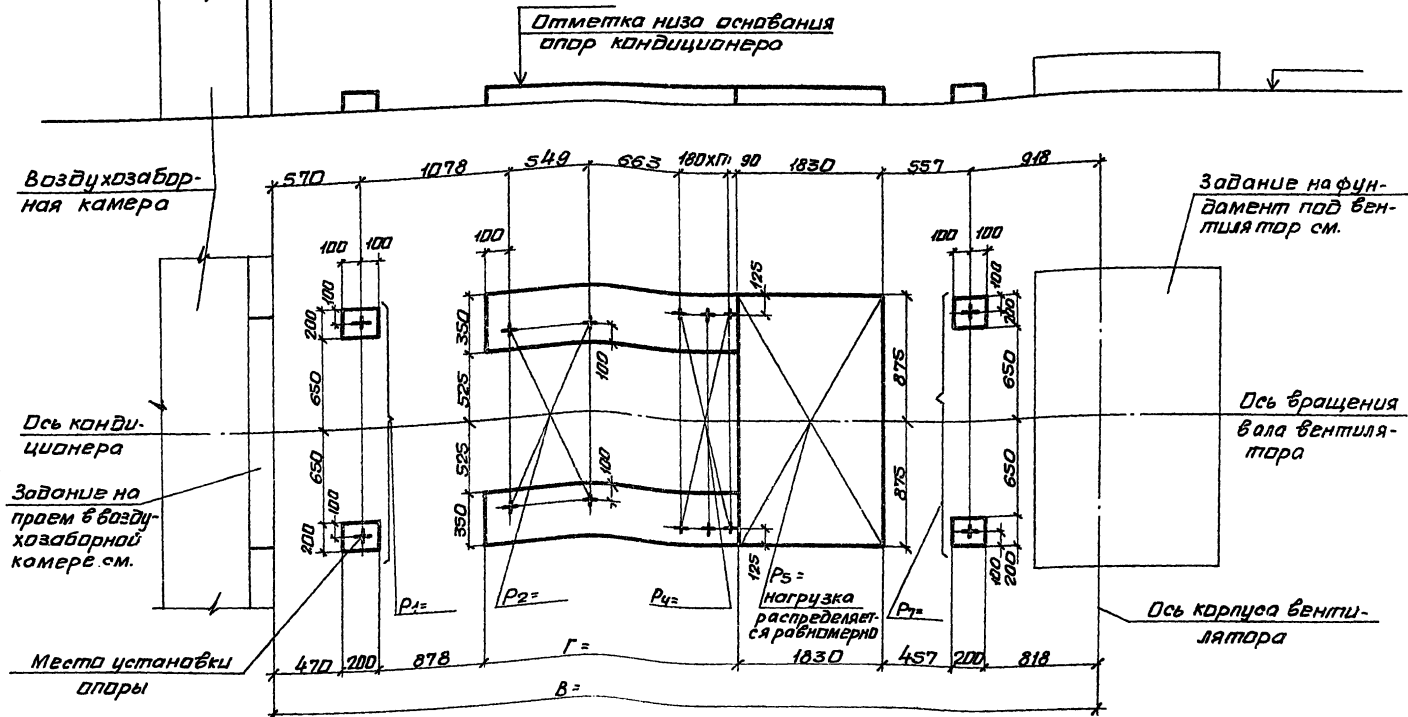 Отметка низа основания
опор кондиционера
Воздухозабор-
ная камера
570
1078
549
663
180хП
90
1830
557
918
Задание на фун-
дамент под вен-
тилятор см.
100
100
100
100
100
125
100
100
200
350
100
200
650
525
875
650
Ось конди-
ционера
Ось вращения
вала вентиля-
тора
650
525
100
875
650
Задание на
проем в возду-
хозаборной
камере см.
100
200
350
125
100
200
P1=
P2=
P4=
P5=
нагрузка
распределяет-
ся равномерно
P7=
Ось корпуса венти-
лятора
Место установки
опоры
470
200
878
Г=
1830
457
200
818
В=